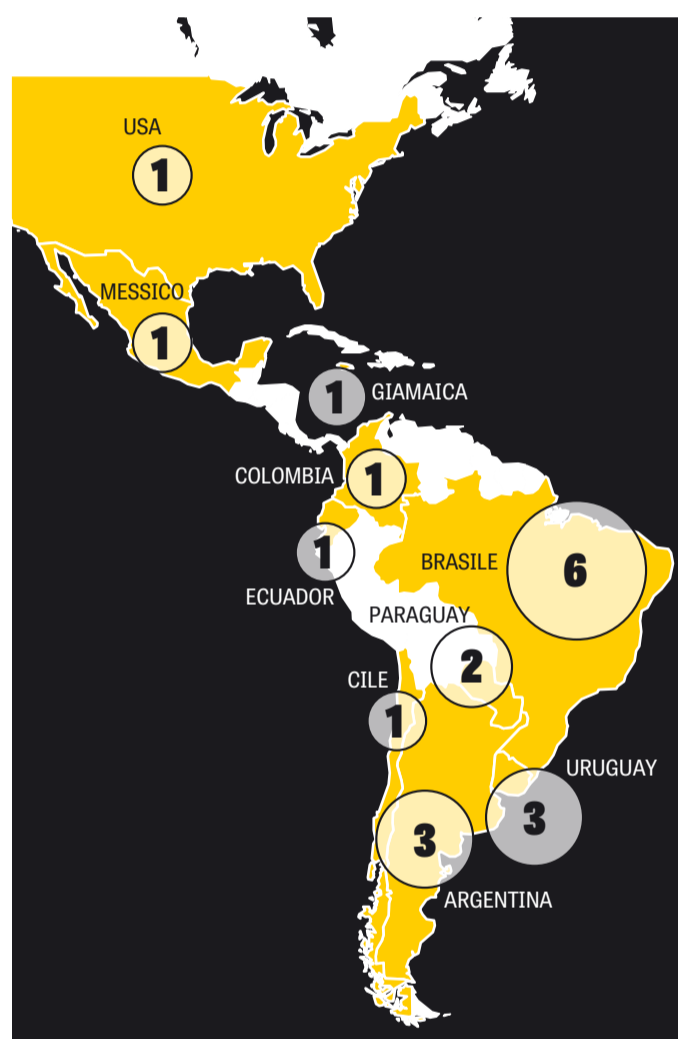 USA
1
MESSICO
1
1
GIAMAICA
COLOMBIA
1
1
ECUADOR
BRASILE
6
PARAGUAY
2
CILE
1
URUGUAY
3
3
ARGENTINA